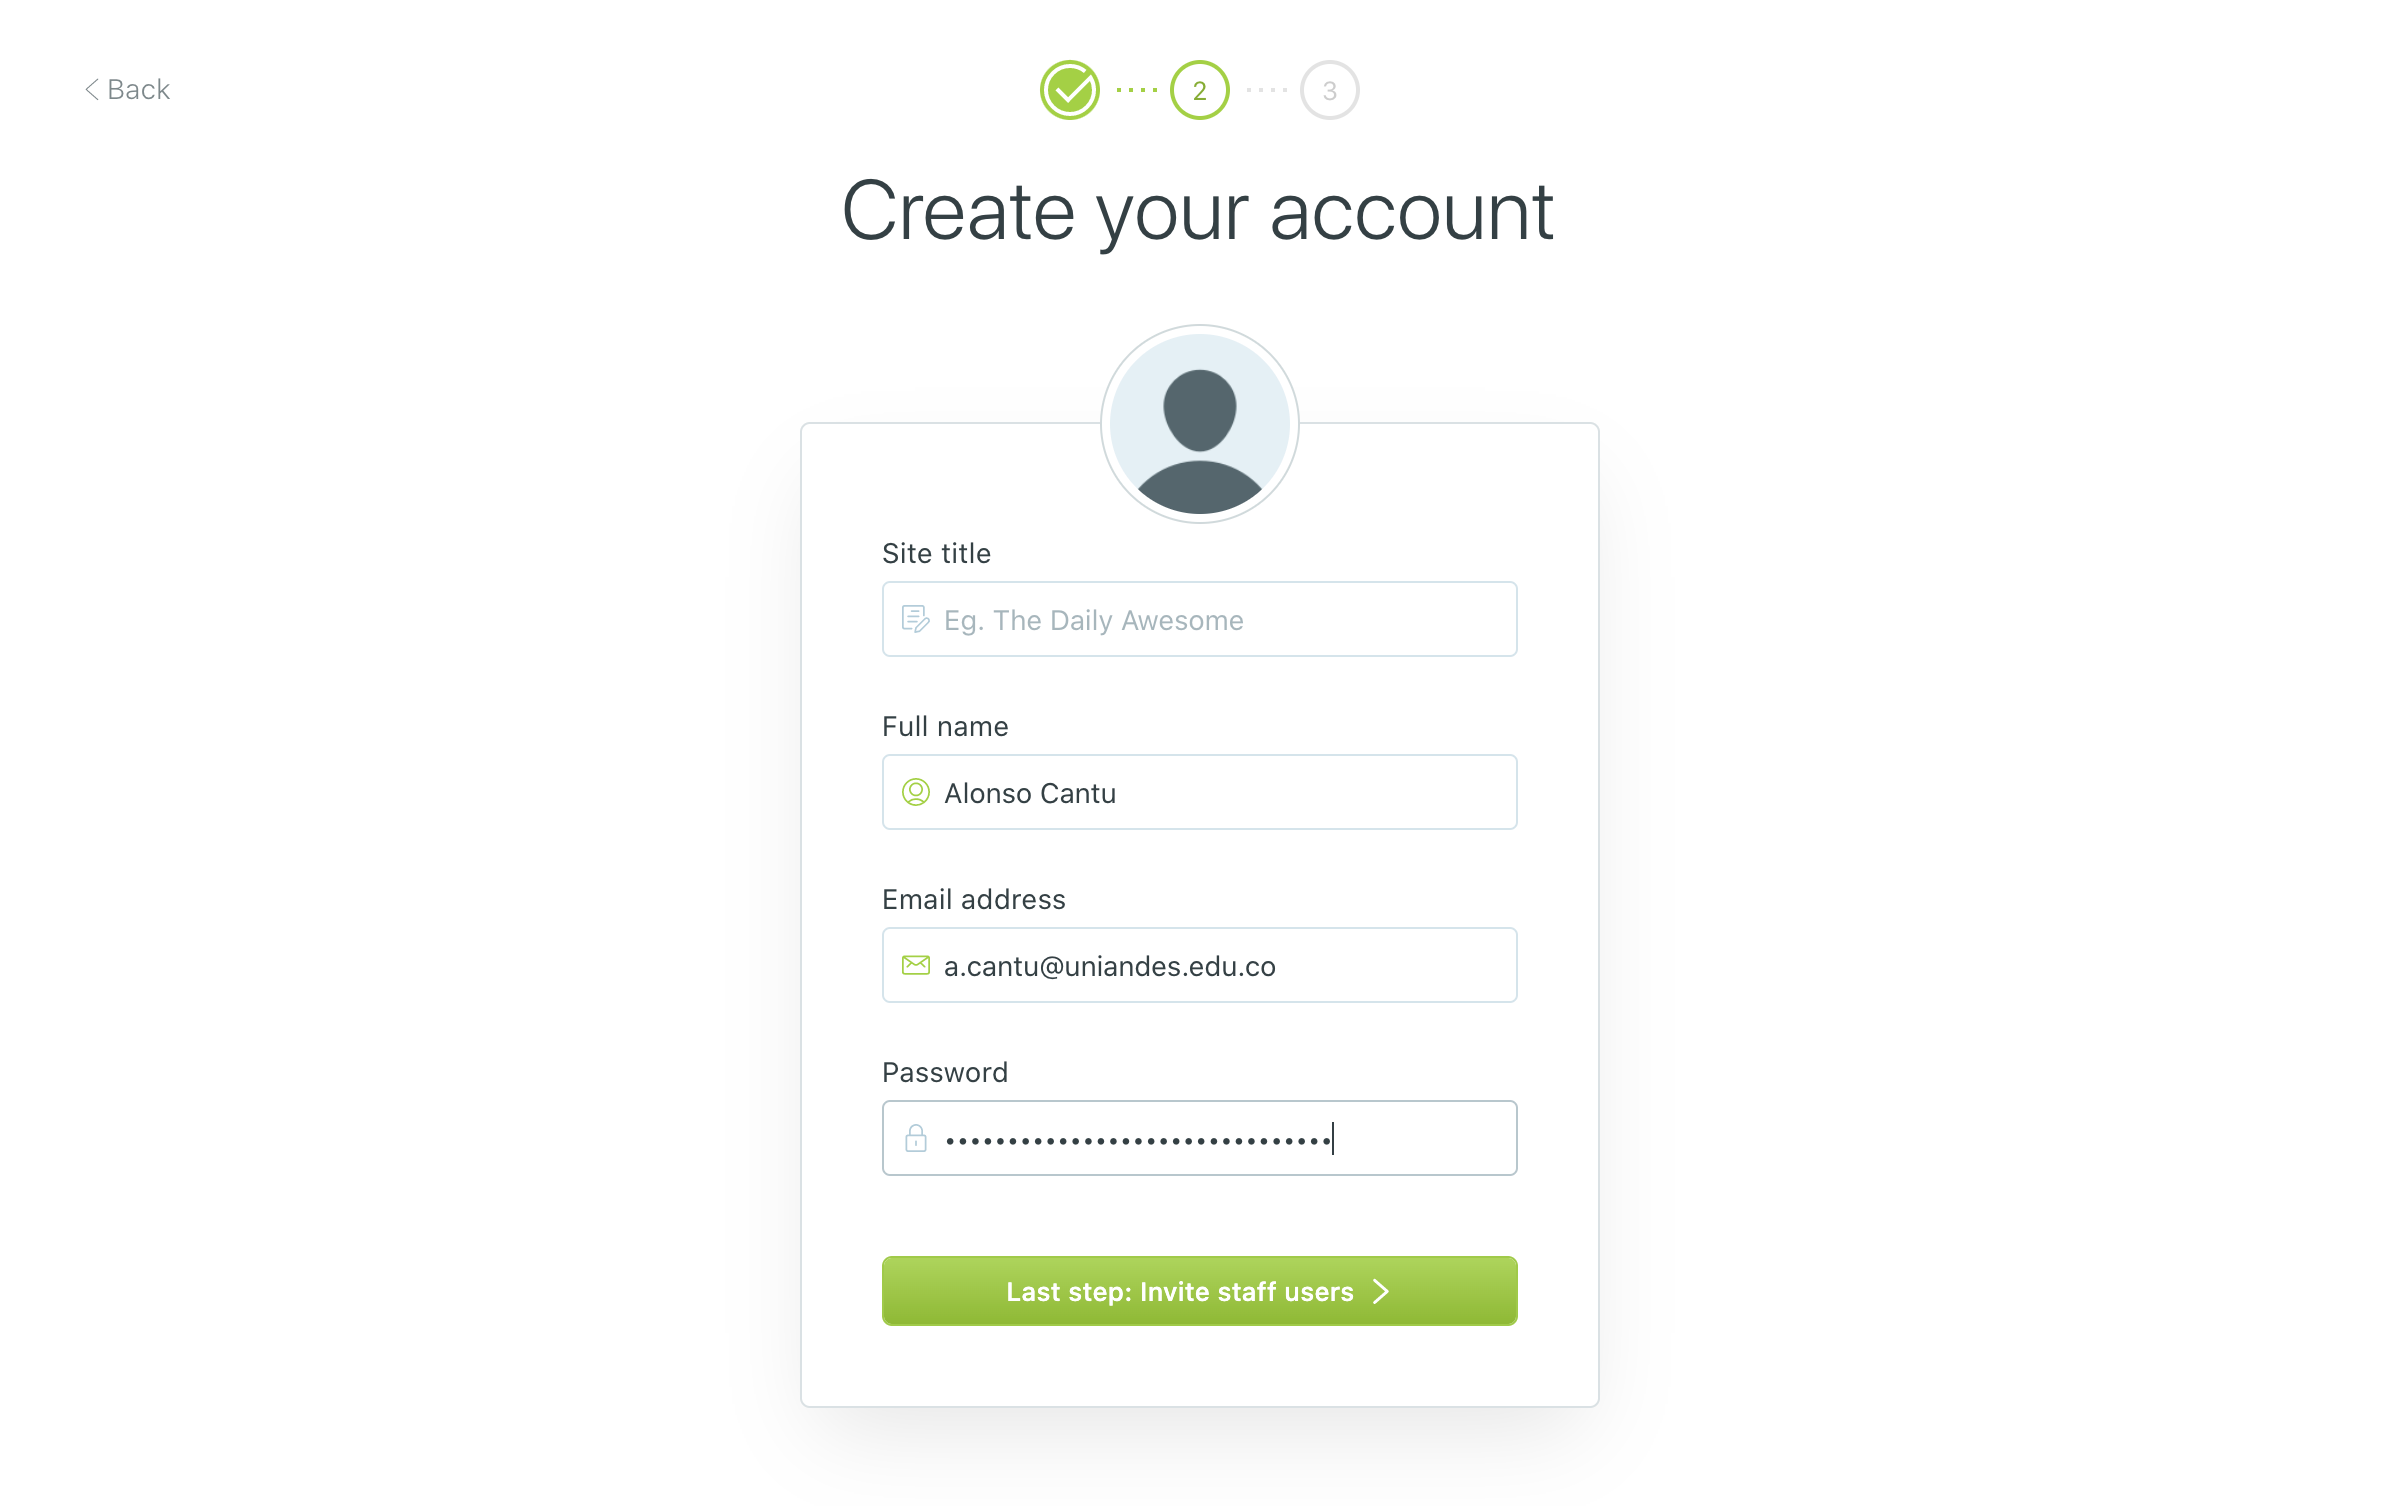 Back
2
3
Create your account
Site title
Eg. The Daily Awesome
Full name
Alonso Cantu
Email address
a.cantu@uniandes.edu.co
Password
•••••••••••••••••••••••••••••••
Last step: Invite staff users